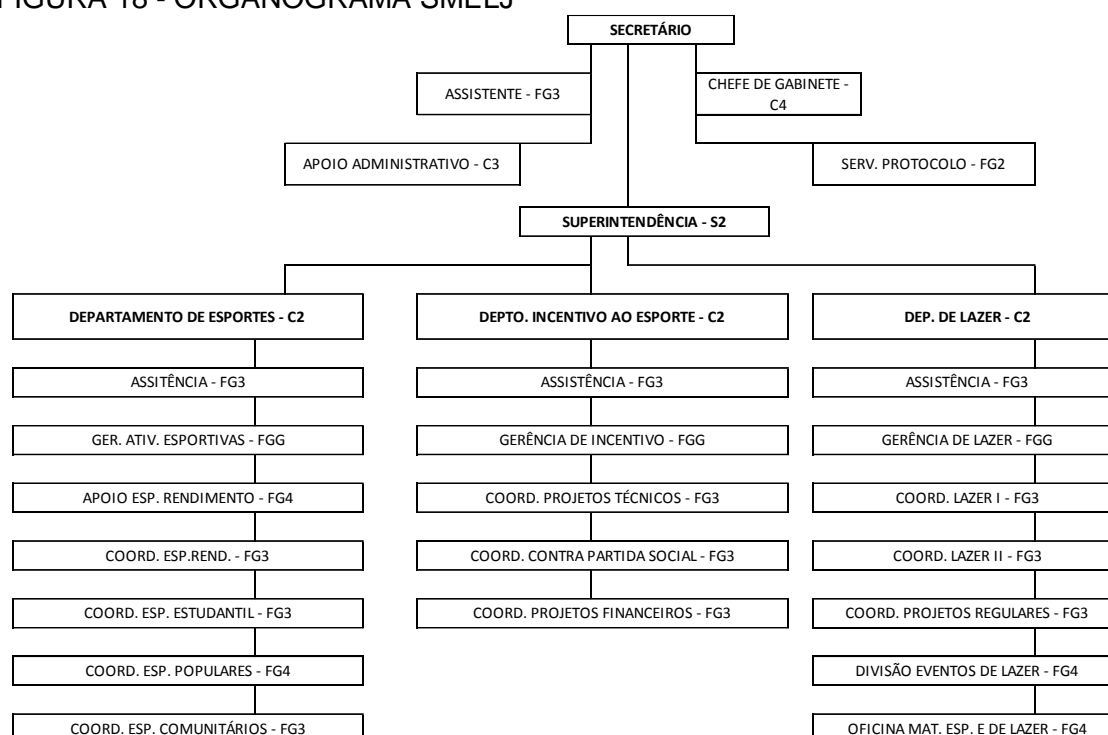 FIGURA 18 - ORGANOGRAMA SMELJ
SECRETÁRIO
ASSISTENTE - FG3
CHEFE DE GABINETE -
C4
APOIO ADMINISTRATIVO - C3
SERV. PROTOCOLO - FG2
SUPERINTENDÊNCIA - S2
DEPARTAMENTO DE ESPORTES - C2
DEPTO. INCENTIVO AO ESPORTE - C2
DEP. DE LAZER - C2
ASSITÊNCIA - FG3
ASSISTÊNCIA - FG3
ASSISTÊNCIA - FG3
GER. ATIV. ESPORTIVAS - FGG
GERÊNCIA DE INCENTIVO - FGG
GERÊNCIA DE LAZER - FGG
APOIO ESP. RENDIMENTO - FG4
COORD. PROJETOS TÉCNICOS - FG3
COORD. LAZER I - FG3
COORD. ESP.REND. - FG3
COORD. CONTRA PARTIDA SOCIAL - FG3
COORD. LAZER II - FG3
COORD. ESP. ESTUDANTIL - FG3
COORD. PROJETOS FINANCEIROS - FG3
COORD. PROJETOS REGULARES - FG3
COORD. ESP. POPULARES - FG4
DIVISÃO EVENTOS DE LAZER - FG4
COORD. ESP. COMUNITÁRIOS - FG3
OFICINA MAT. ESP. E DE LAZER - FG4